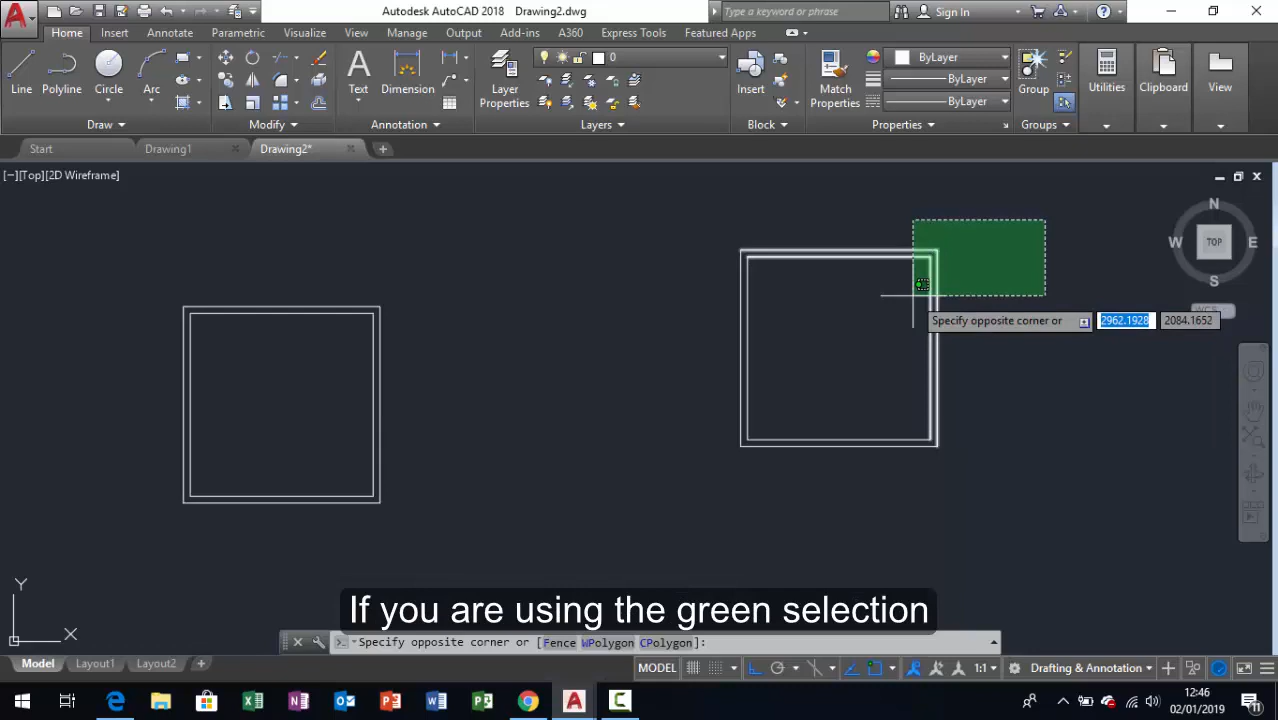 Autodesk AutoCAD 2018 Drawing2.dwg
Type a keyword or phrase
Sign In
Home Insert Annotate Parametric Visualize View Manage Output Add-ins A360 Express Tools Featured Apps
Line Polyline Circle Arc
Text Dimension
Layer Properties
0
Insert
Match Properties
ByLayer
ByLayer
ByLayer
Group
Utilities
Clipboard
View
Draw Modify Annotation Layers Block Properties Groups
Start Drawing1 Drawing2*
[−][Top][2D Wireframe]
N
W TOP E
S
WCS
Specify opposite corner or 2962.1928 2084.1652
Y
X
If you are using the green selection
Specify opposite corner or [Fence WPolygon CPolygon]:
Model Layout1 Layout2
MODEL 1:1 Drafting & Annotation
12:46
02/01/2019
11